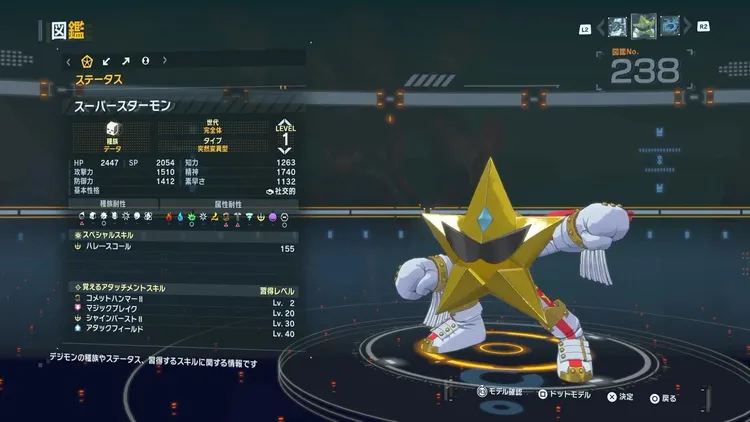 図鑑
L2
R2
図鑑No.
238
ステータス
スーパースターモン
種族
データ
世代
完全体
タイプ
突然変異型
LEVEL
1
HP 2447 SP 2054 知力 1263
攻撃力 1510 精神 1740
防御力 1412 素早さ 1132
基本性格 社交的
種族耐性 属性耐性
スペシャルスキル
ハレースコール 155
覚えるアタッチメントスキル 習得レベル
コメットハンマーⅡ Lv. 2
マジックブレイク Lv. 20
シャインバーストⅡ Lv. 30
アタックフィールド Lv. 40
デジモンの種族やステータス、習得するスキルに関する情報です
R3 モデル確認 ドットモデル 決定 戻る